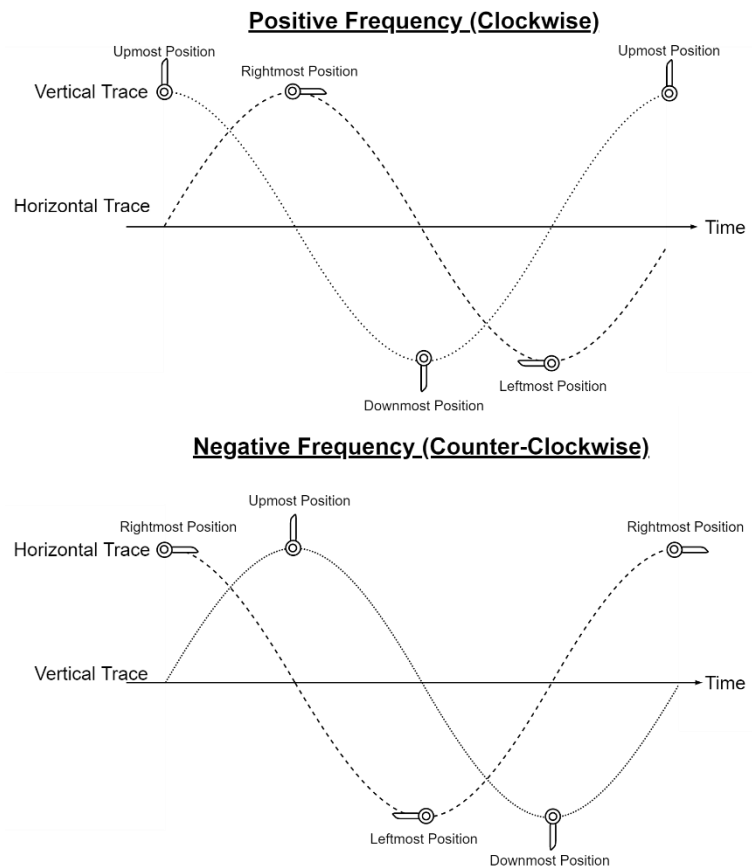 Positive Frequency (Clockwise)
Upmost Position
Upmost Position
Rightmost Position
Vertical Trace
Horizontal Trace
Time
Leftmost Position
Downmost Position
Negative Frequency (Counter-Clockwise)
Upmost Position
Rightmost Position
Rightmost Position
Horizontal Trace
Vertical Trace
Time
Leftmost Position
Downmost Position